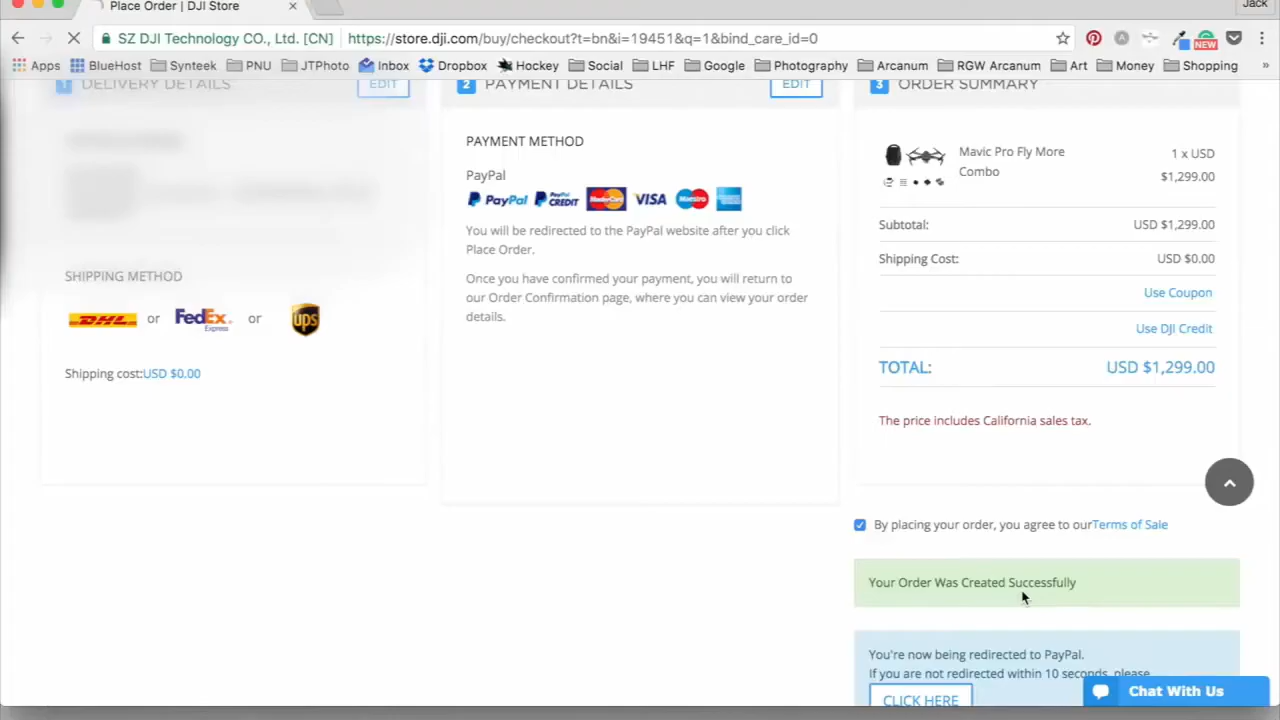 Place Order | DJI Store
Jack
SZ DJI Technology CO., Ltd. [CN]
https://store.dji.com/buy/checkout?t=bn&i=19451&q=1&bind_care_id=0
NEW
Apps BlueHost Synteek PNU JTPhoto Inbox Dropbox Hockey Social LHF Google Photography Arcanum RGW Arcanum Art Money Shopping »
1 DELIVERY DETAILS EDIT
SHIPPING METHOD
DHL or FedEx Express or ups
Shipping cost:USD $0.00
2 PAYMENT DETAILS EDIT
PAYMENT METHOD
PayPal
PayPal PayPal CREDIT MasterCard VISA Maestro
You will be redirected to the PayPal website after you click
Place Order.
Once you have confirmed your payment, you will return to
our Order Confirmation page, where you can view your order
details.
3 ORDER SUMMARY
Mavic Pro Fly More 1 x USD
Combo $1,299.00
Subtotal: USD $1,299.00
Shipping Cost: USD $0.00
Use Coupon
Use DJI Credit
TOTAL: USD $1,299.00
The price includes California sales tax.
By placing your order, you agree to ourTerms of Sale
Your Order Was Created Successfully
You're now being redirected to PayPal.
If you are not redirected within 10 seconds, please
CLICK HERE
Chat With Us